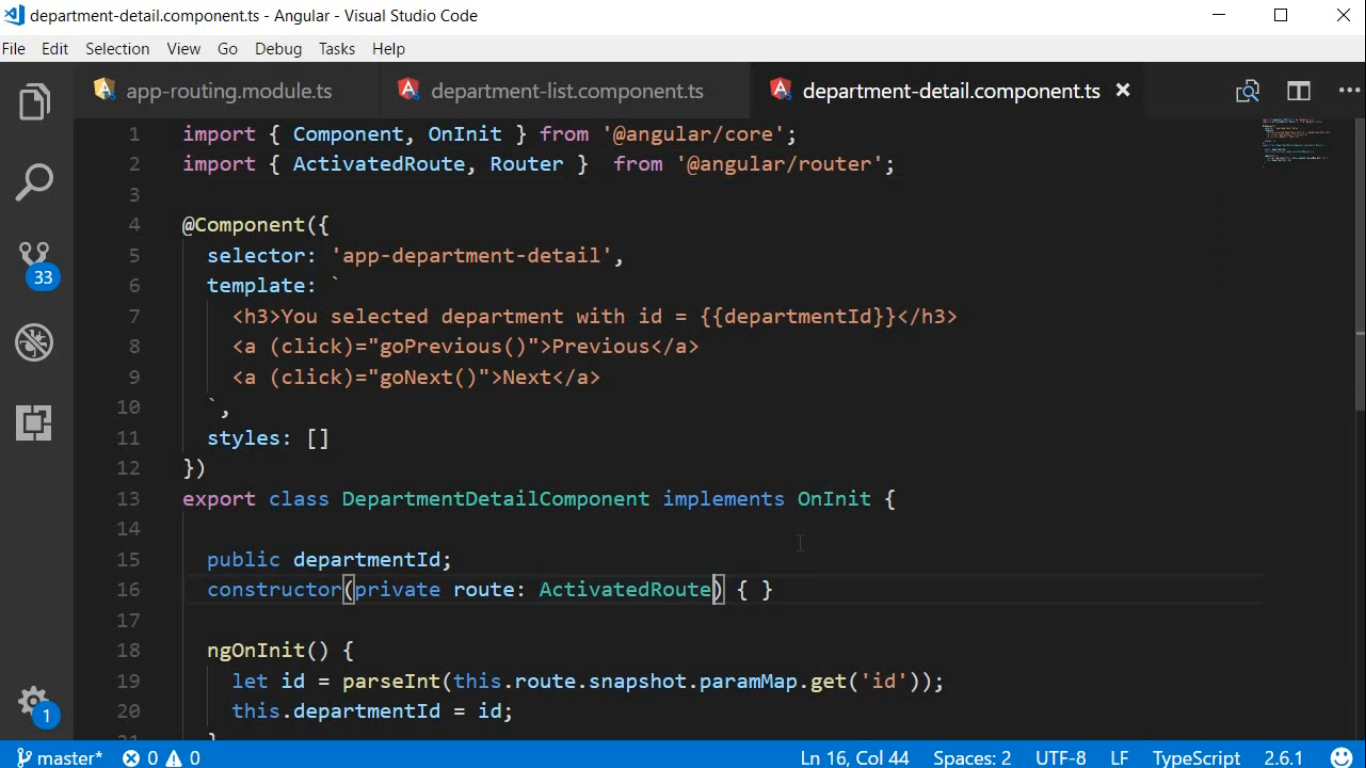 department-detail.component.ts - Angular - Visual Studio Code
File Edit Selection View Go Debug Tasks Help
app-routing.module.ts department-list.component.ts department-detail.component.ts
1 import { Component, OnInit } from '@angular/core';
2 import { ActivatedRoute, Router }  from '@angular/router';
3
4 @Component({
5   selector: 'app-department-detail',
6   template: `
7     <h3>You selected department with id = {{departmentId}}</h3>
8     <a (click)="goPrevious()">Previous</a>
9     <a (click)="goNext()">Next</a>
10   `,
11   styles: []
12 })
13 export class DepartmentDetailComponent implements OnInit {
14
15   public departmentId;
16   constructor(private route: ActivatedRoute) { }
17
18   ngOnInit() {
19     let id = parseInt(this.route.snapshot.paramMap.get('id'));
20     this.departmentId = id;
33
1
master* 0 0 Ln 16, Col 44 Spaces: 2 UTF-8 LF TypeScript 2.6.1